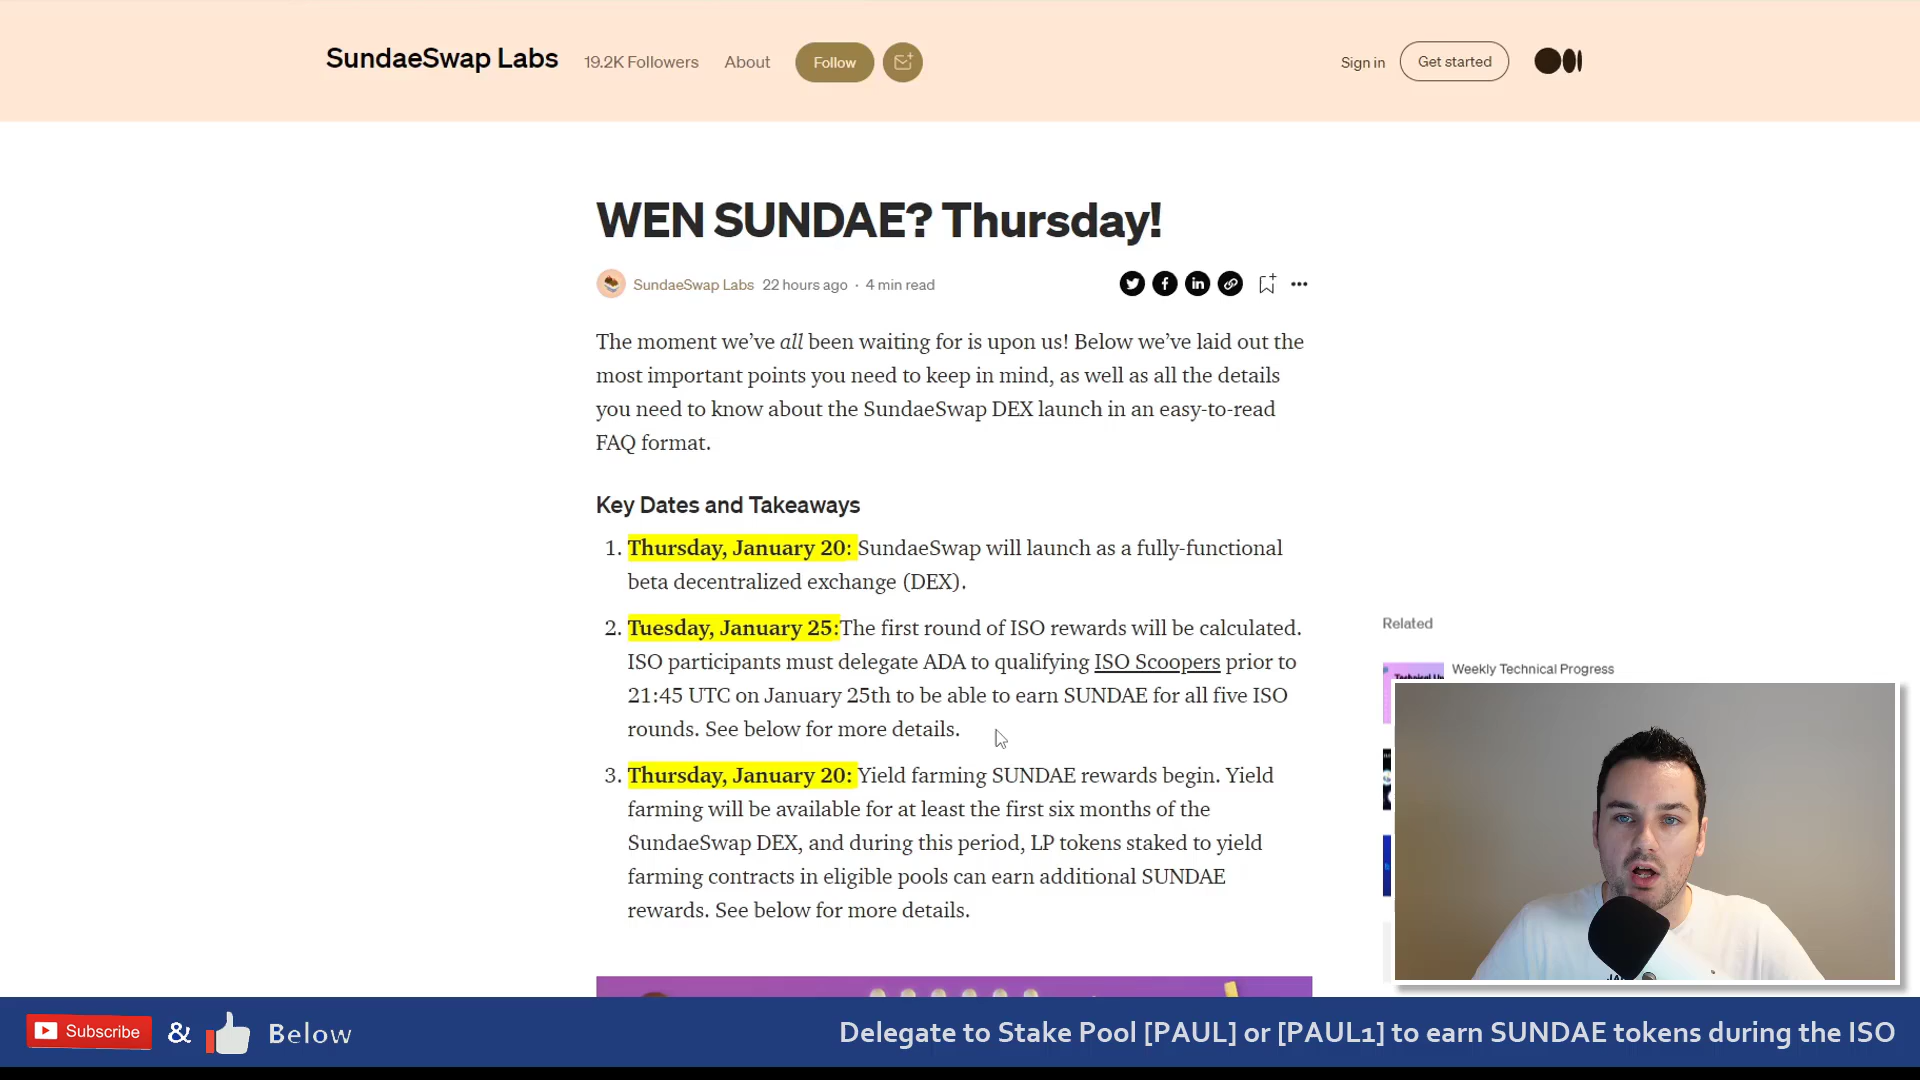 SundaeSwap Labs 19.2K Followers About Follow Sign in Get started
WEN SUNDAE? Thursday!
SundaeSwap Labs 22 hours ago · 4 min read
The moment we've all been waiting for is upon us! Below we've laid out the
most important points you need to keep in mind, as well as all the details
you need to know about the SundaeSwap DEX launch in an easy-to-read
FAQ format.
Key Dates and Takeaways
1. Thursday, January 20: SundaeSwap will launch as a fully-functional
beta decentralized exchange (DEX).
2. Tuesday, January 25:The first round of ISO rewards will be calculated.
ISO participants must delegate ADA to qualifying ISO Scoopers prior to
21:45 UTC on January 25th to be able to earn SUNDAE for all five ISO
rounds. See below for more details.
3. Thursday, January 20: Yield farming SUNDAE rewards begin. Yield
farming will be available for at least the first six months of the
SundaeSwap DEX, and during this period, LP tokens staked to yield
farming contracts in eligible pools can earn additional SUNDAE
rewards. See below for more details.
Related
Weekly Technical Progress
Subscribe & Below
Delegate to Stake Pool [PAUL] or [PAUL1] to earn SUNDAE tokens during the ISO